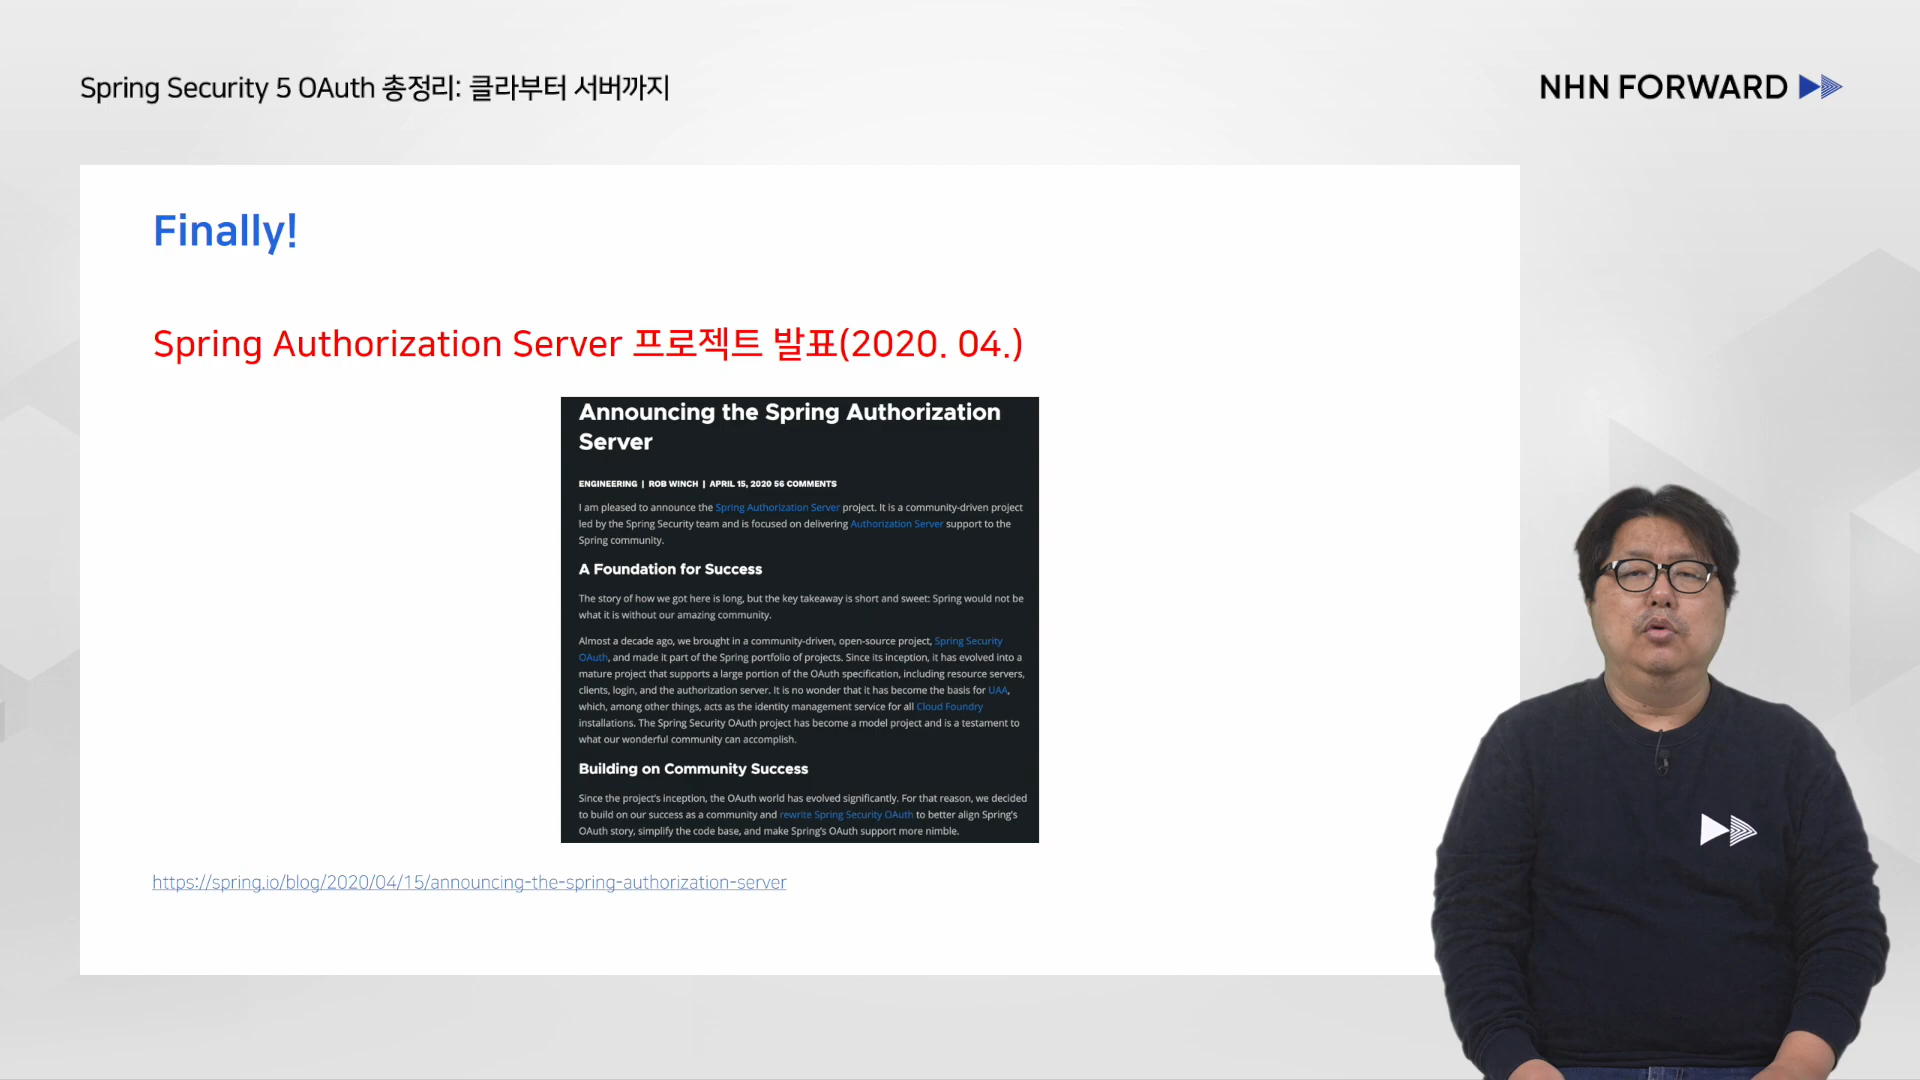 Spring Security 5 OAuth 총정리: 클라부터 서버까지
NHN FORWARD
Finally!
Spring Authorization Server 프로젝트 발표(2020. 04.)
Announcing the Spring Authorization
Server
ENGINEERING | ROB WINCH | APRIL 15, 2020 56 COMMENTS
I am pleased to announce the Spring Authorization Server project. It is a community-driven project
led by the Spring Security team and is focused on delivering Authorization Server support to the
Spring community.
A Foundation for Success
The story of how we got here is long, but the key takeaway is short and sweet: Spring would not be
what it is without our amazing community.
Almost a decade ago, we brought in a community-driven, open-source project, Spring Security
OAuth, and made it part of the Spring portfolio of projects. Since its inception, it has evolved into a
mature project that supports a large portion of the OAuth specification, including resource servers,
clients, login, and the authorization server. It is no wonder that it has become the basis for UAA,
which, among other things, acts as the identity management service for all Cloud Foundry
installations. The Spring Security OAuth project has become a model project and is a testament to
what our wonderful community can accomplish.
Building on Community Success
Since the project's inception, the OAuth world has evolved significantly. For that reason, we decided
to build on our success as a community and rewrite Spring Security OAuth to better align Spring's
OAuth story, simplify the code base, and make Spring's OAuth support more nimble.
https://spring.io/blog/2020/04/15/announcing-the-spring-authorization-server